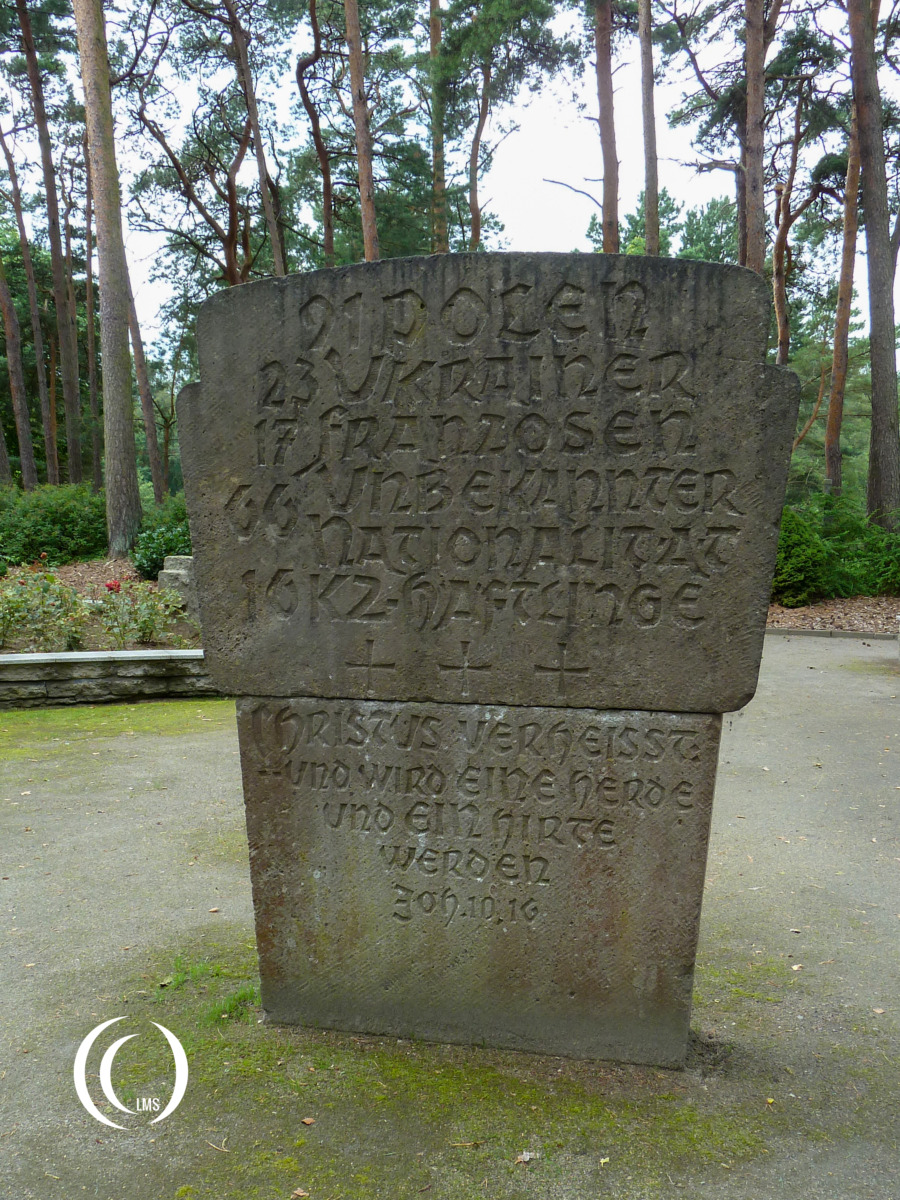 91 POLEN
23 UKRAINER
17 FRANZOSEN
66 UNBEKANNTER
NATIONALITÄT
16 KZ-HÄFTLINGE
CHRISTUS VERHEISST:
UND WIRD EINE HERDE
UND EIN HIRTE
WERDEN
JOH. 10,16
LMS